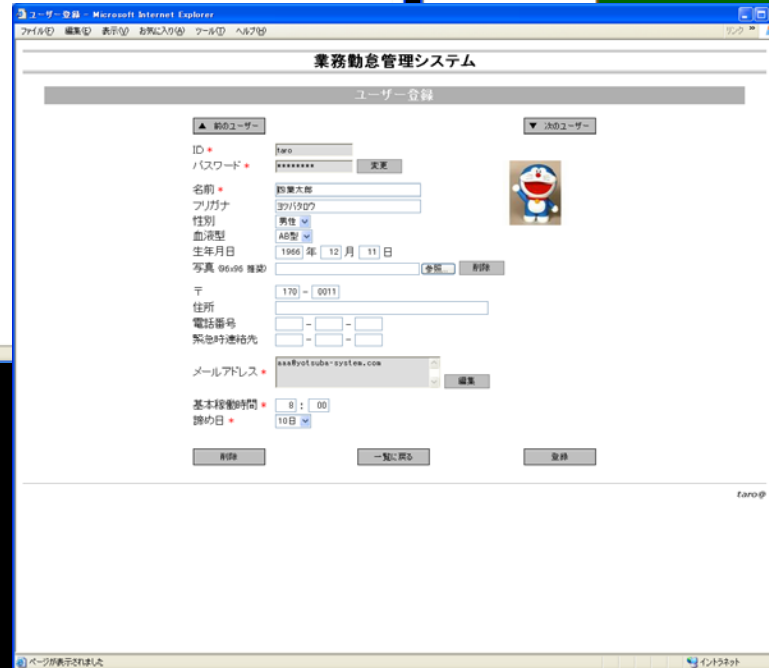 ユーザー登録 - Microsoft Internet Explorer
ファイル(F) 編集(E) 表示(V) お気に入り(A) ツール(T) ヘルプ(H) リンク »
業務勤怠管理システム
ユーザー登録
▲ 前のユーザー ▼ 次のユーザー
ID * taro
パスワード * ******** 変更
名前 * 四葉太郎
フリガナ ヨツバタロウ
性別 男性
血液型 AB型
生年月日 1966 年 12 月 11 日
写真 (96x96 推奨) 参照... 削除
〒 170 - 0011
住所
電話番号 - -
緊急時連絡先 - -
メールアドレス * aaa@yotsuba-system.com 編集
基本稼働時間 * 8 : 00
諦め日 * 10日
削除 一覧に戻る 登録
taro@
ページが表示されました イントラネット